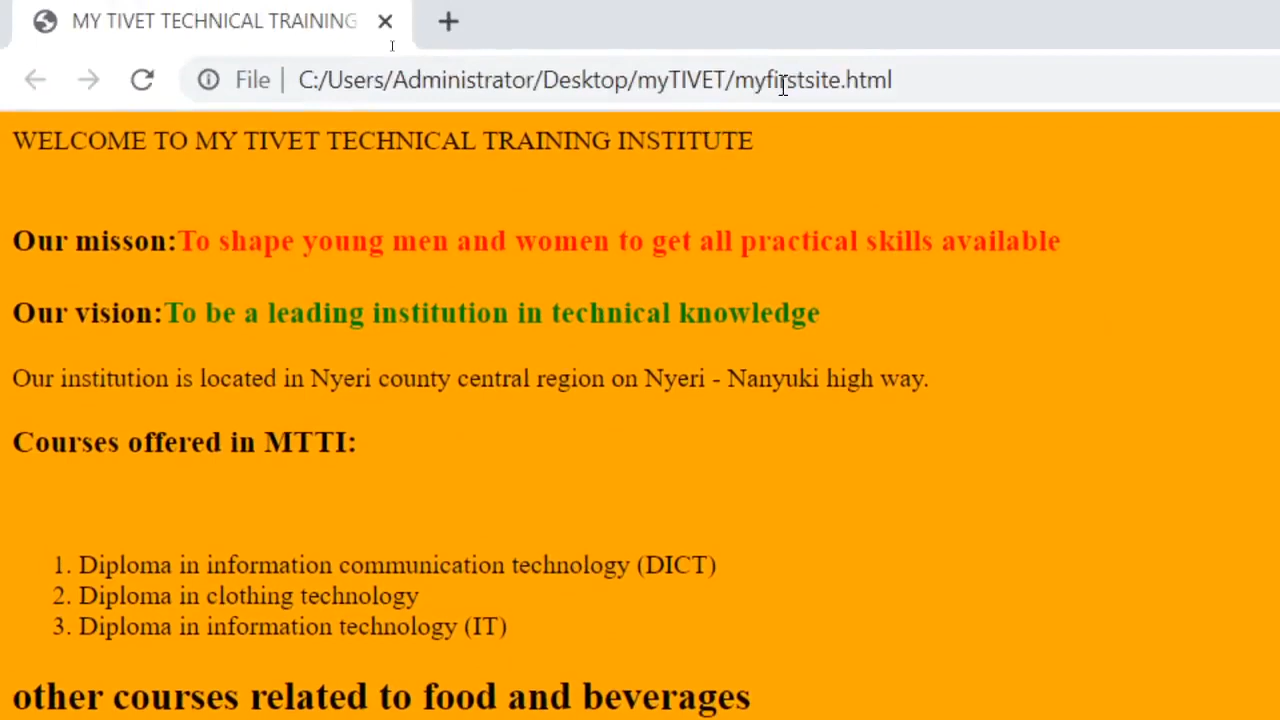 MY TIVET TECHNICAL TRAINING
File | C:/Users/Administrator/Desktop/myTIVET/myfirstsite.html
WELCOME TO MY TIVET TECHNICAL TRAINING INSTITUTE
Our misson:To shape young men and women to get all practical skills available
Our vision:To be a leading institution in technical knowledge
Our institution is located in Nyeri county central region on Nyeri - Nanyuki high way.
Courses offered in MTTI:
1. Diploma in information communication technology (DICT)
2. Diploma in clothing technology
3. Diploma in information technology (IT)
other courses related to food and beverages